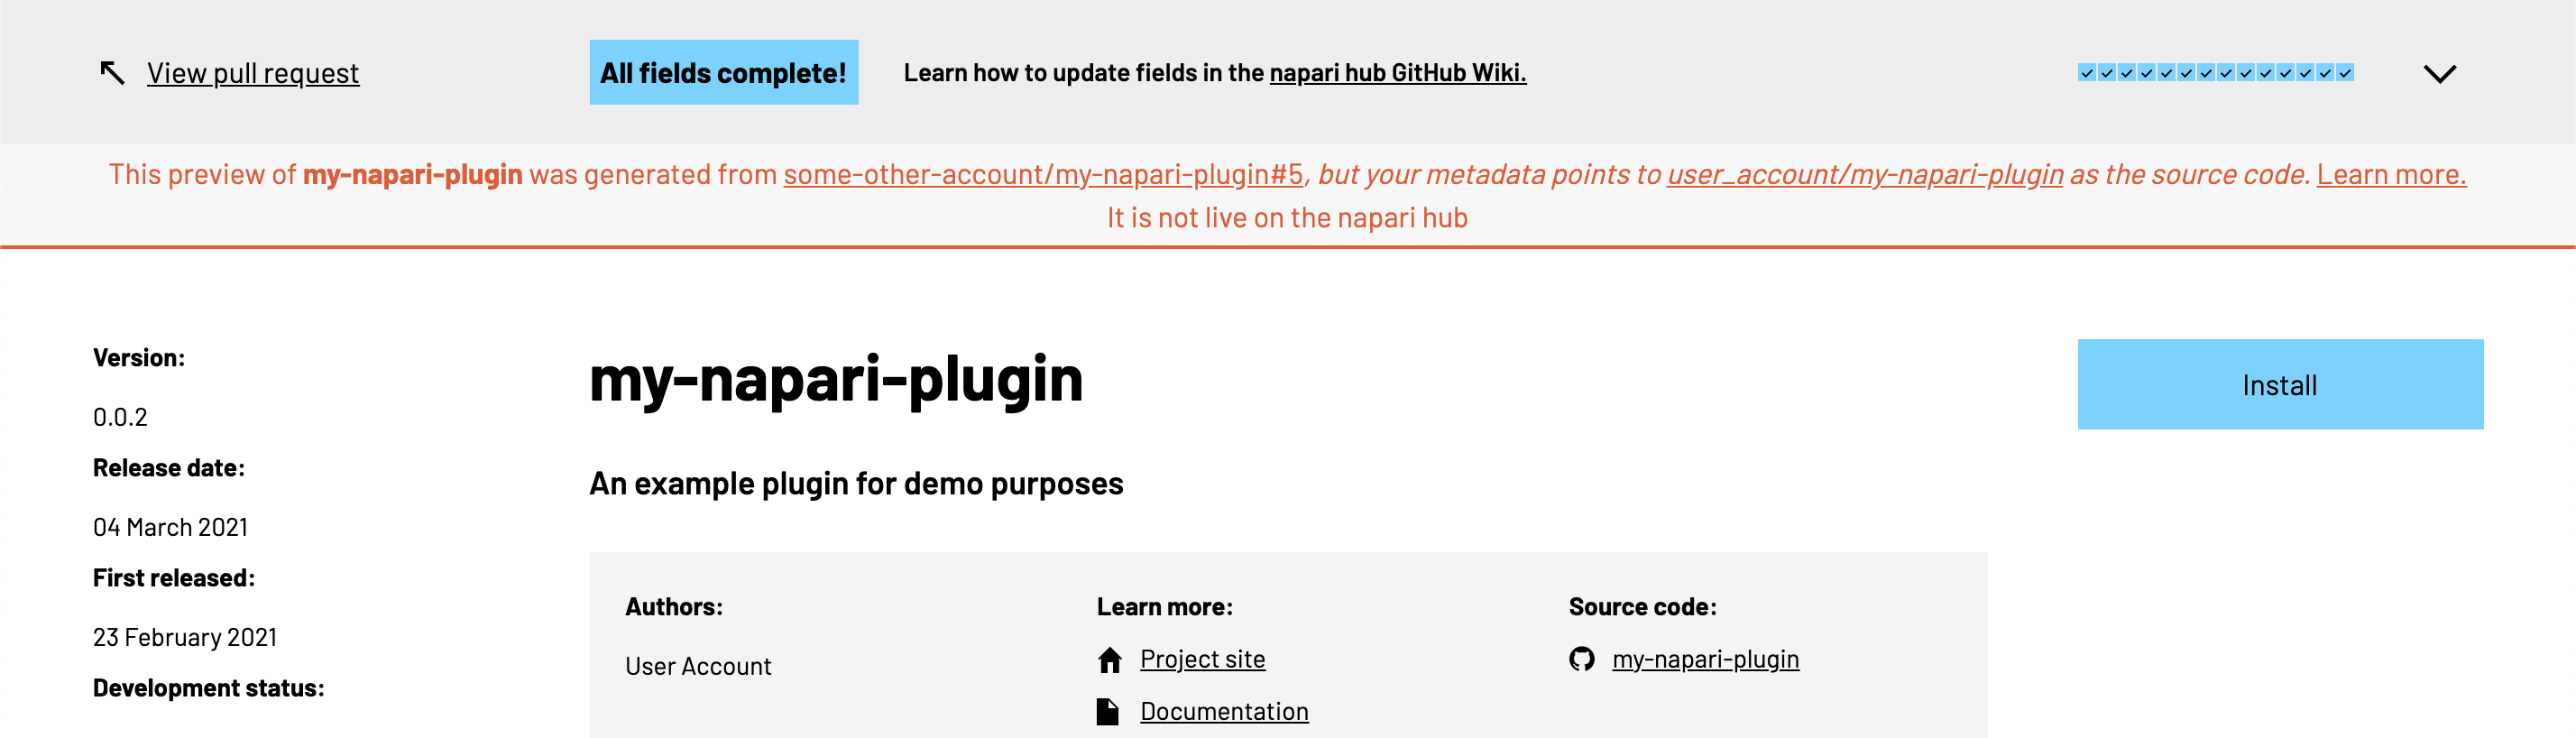 View pull request
All fields complete!
Learn how to update fields in the napari hub GitHub Wiki.
This preview of my-napari-plugin was generated from some-other-account/my-napari-plugin#5, but your metadata points to user_account/my-napari-plugin as the source code. Learn more.
It is not live on the napari hub
Version:
0.0.2
Release date:
04 March 2021
First released:
23 February 2021
Development status:
my-napari-plugin
An example plugin for demo purposes
Authors:
User Account
Learn more:
Project site
Documentation
Source code:
my-napari-plugin
Install